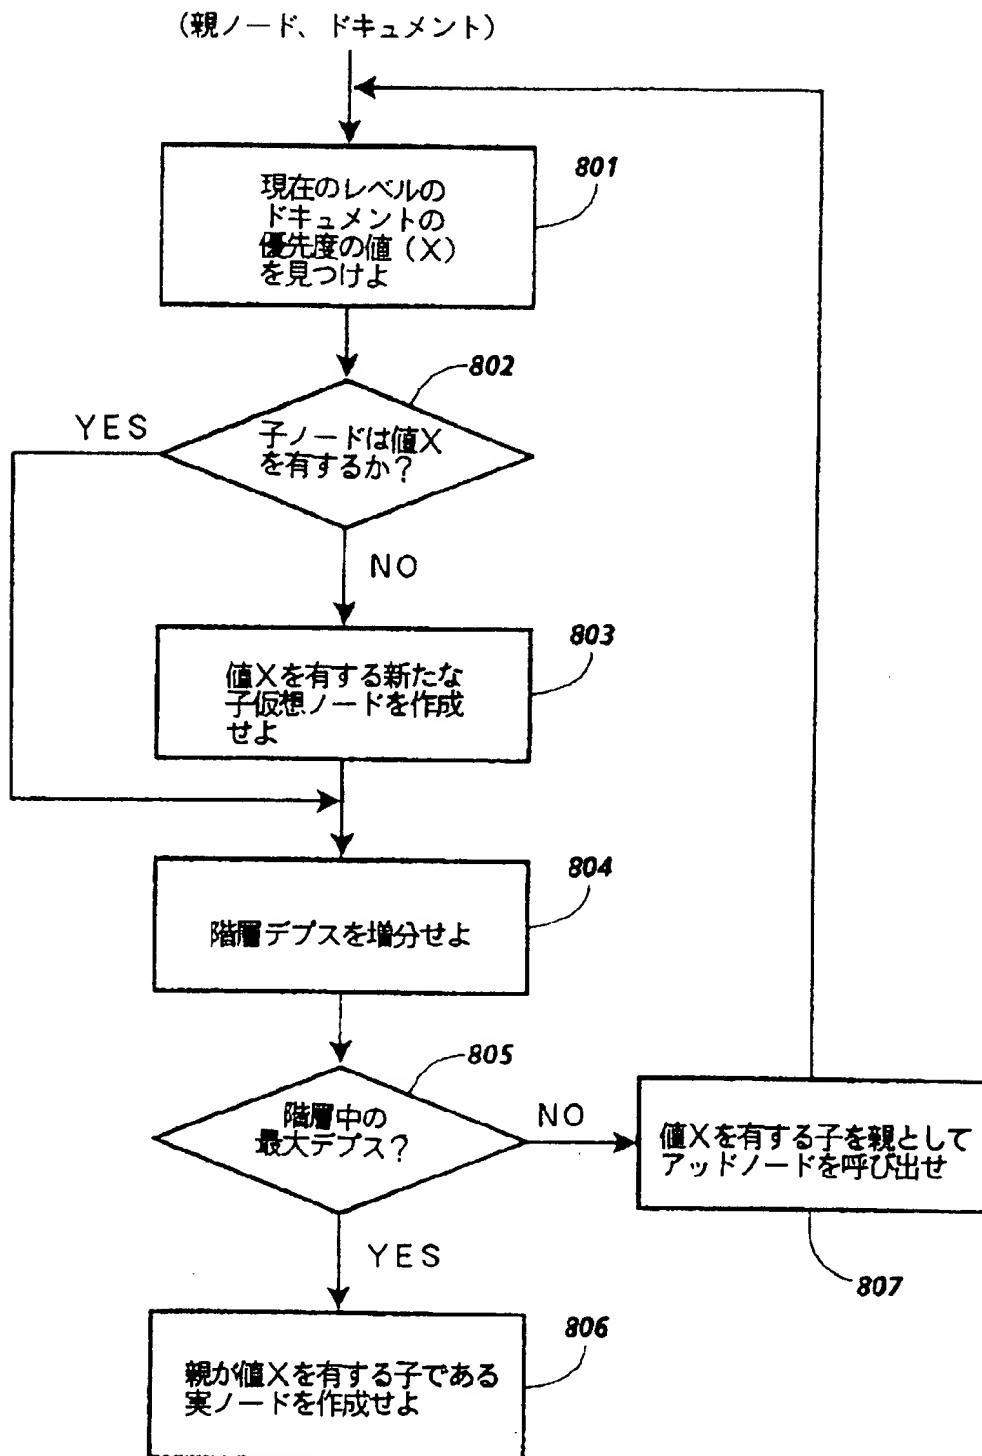 (親ノード、ドキュメント)
801
現在のレベルの
ドキュメントの
優先度の値(X)
を見つけよ
802
YES
子ノードは値X
を有するか?
NO
803
値Xを有する新たな
子仮想ノードを作成
せよ
804
階層デプスを増分せよ
805
階層中の
最大デプス?
NO
値Xを有する子を親として
アッドノードを呼び出せ
807
YES
806
親が値Xを有する子である
実ノードを作成せよ